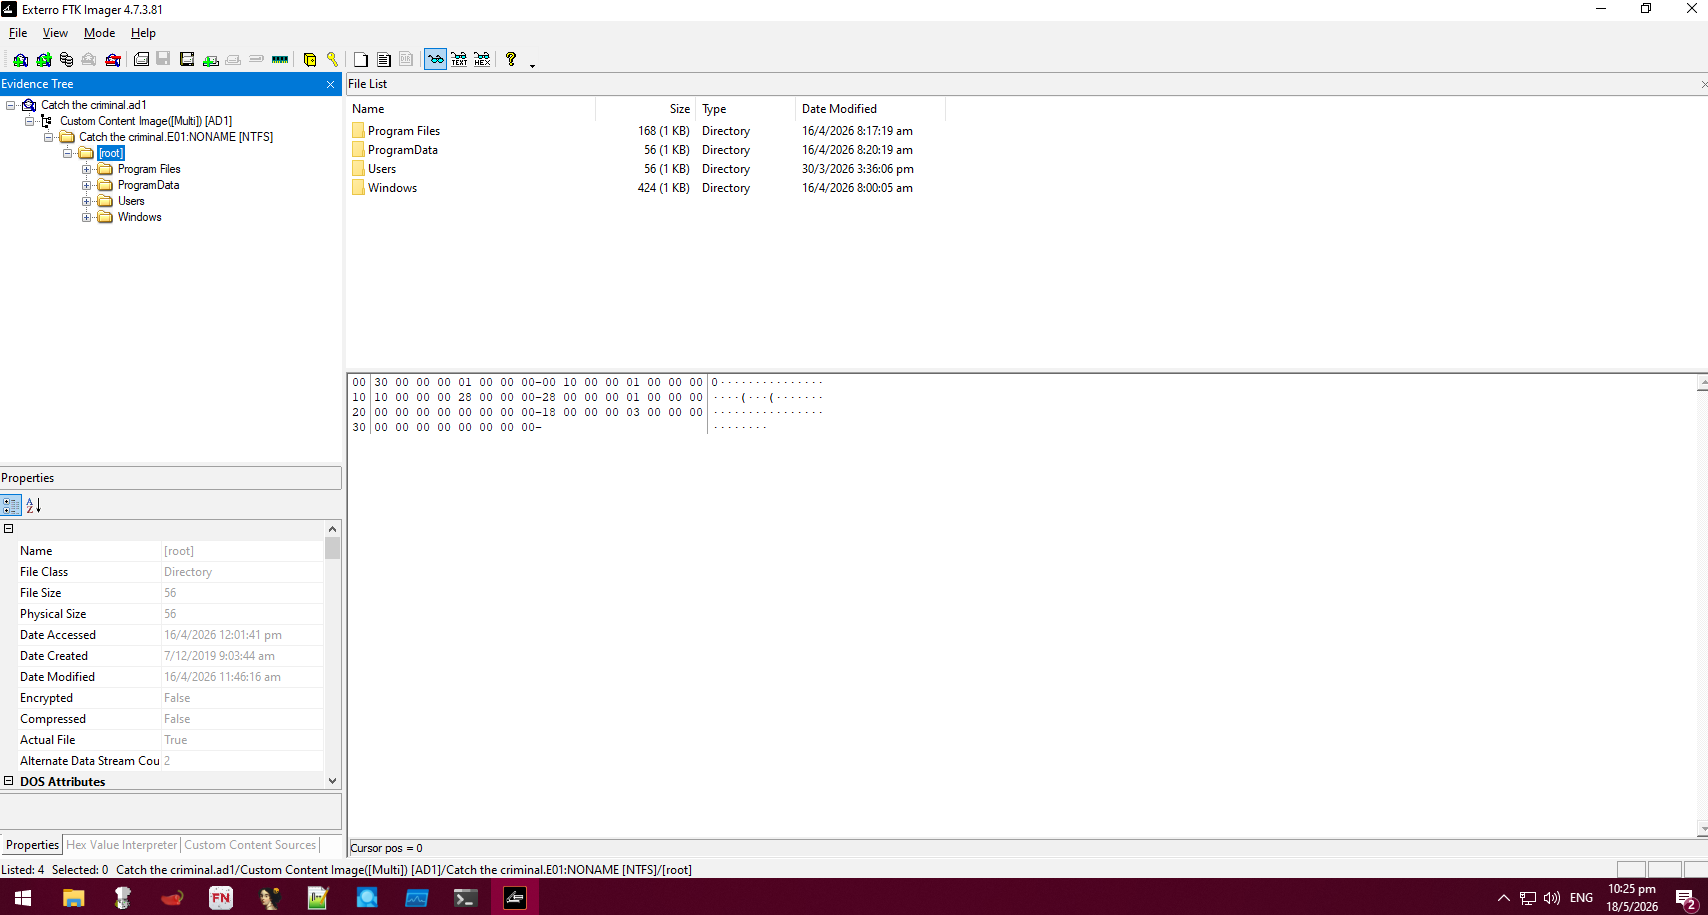 Exterro FTK Imager 4.7.3.81
File View Mode Help
Evidence Tree
Catch the criminal.ad1
Custom Content Image([Multi]) [AD1]
Catch the criminal.E01:NONAME [NTFS]
[root]
Program Files
ProgramData
Users
Windows
File List
Name Size Type Date Modified
Program Files 168 (1 KB) Directory 16/4/2026 8:17:19 am
ProgramData 56 (1 KB) Directory 16/4/2026 8:20:19 am
Users 56 (1 KB) Directory 30/3/2026 3:36:06 pm
Windows 424 (1 KB) Directory 16/4/2026 8:00:05 am
00 30 00 00 00 01 00 00 00-00 10 00 00 01 00 00 00 0···············
10 10 00 00 00 28 00 00 00-28 00 00 00 01 00 00 00 ····(···(·······
20 00 00 00 00 00 00 00 00-18 00 00 00 03 00 00 00 ················
30 00 00 00 00 00 00 00 00- ········
Properties
Name [root]
File Class Directory
File Size 56
Physical Size 56
Date Accessed 16/4/2026 12:01:41 pm
Date Created 7/12/2019 9:03:44 am
Date Modified 16/4/2026 11:46:16 am
Encrypted False
Compressed False
Actual File True
Alternate Data Stream Cou 2
DOS Attributes
Properties Hex Value Interpreter Custom Content Sources
Cursor pos = 0
Listed: 4 Selected: 0 Catch the criminal.ad1/Custom Content Image([Multi]) [AD1]/Catch the criminal.E01:NONAME [NTFS]/[root]
FN
ENG
10:25 pm
18/5/2026
2